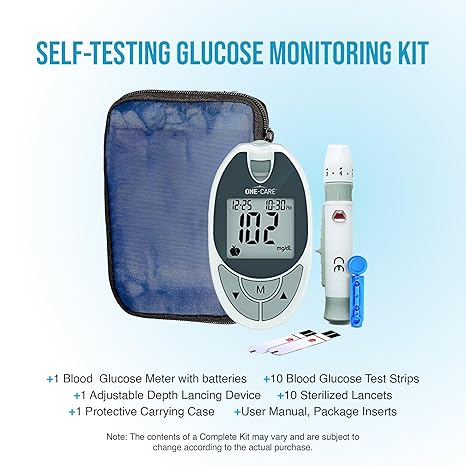 SELF-TESTING GLUCOSE MONITORING KIT
ONE-CARE
12-25 10:30 PM
102
mg/dL
M
CE
+1 Blood Glucose Meter with batteries +10 Blood Glucose Test Strips
+1 Adjustable Depth Lancing Device +10 Sterilized Lancets
+1 Protective Carrying Case +User Manual, Package Inserts
Note: The contents of a Complete Kit may vary and are subject to
change according to the actual purchase.